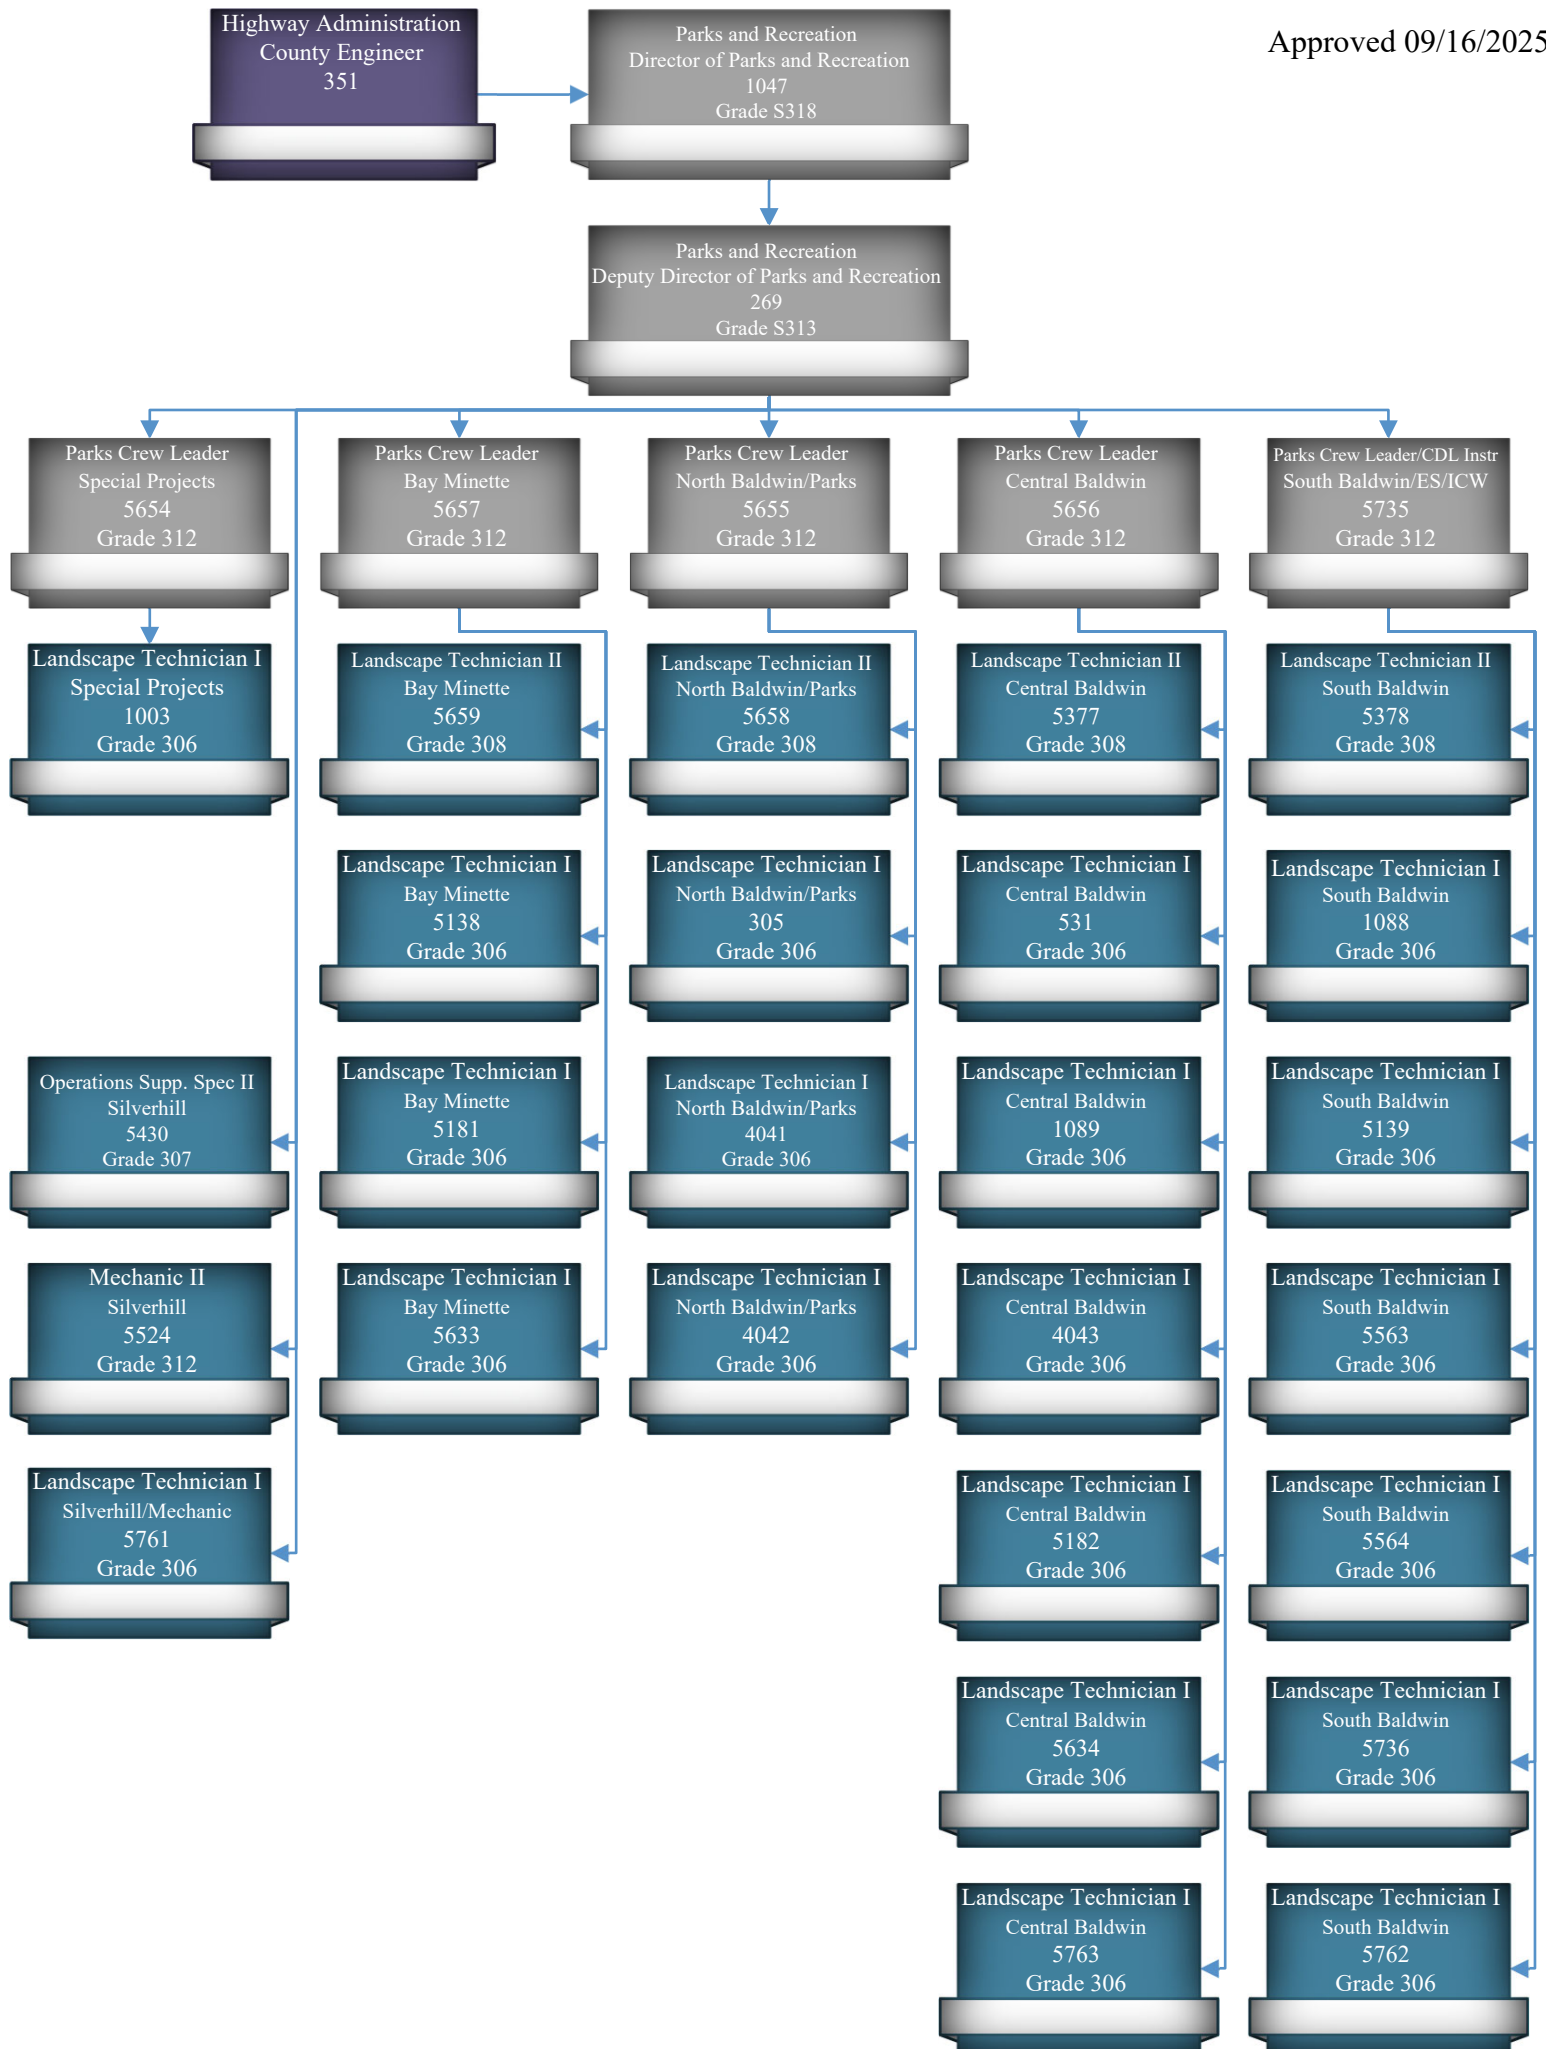 Highway Administration
County Engineer
351
Parks and Recreation
Director of Parks and Recreation
1047
Grade S318
Approved 09/16/2025
Parks and Recreation
Deputy Director of Parks and Recreation
269
Grade S313
Parks Crew Leader
Special Projects
5654
Grade 312
Parks Crew Leader
Bay Minette
5657
Grade 312
Parks Crew Leader
North Baldwin/Parks
5655
Grade 312
Parks Crew Leader
Central Baldwin
5656
Grade 312
Parks Crew Leader/CDL Instr
South Baldwin/ES/ICW
5735
Grade 312
Landscape Technician I
Special Projects
1003
Grade 306
Landscape Technician II
Bay Minette
5659
Grade 308
Landscape Technician II
North Baldwin/Parks
5658
Grade 308
Landscape Technician II
Central Baldwin
5377
Grade 308
Landscape Technician II
South Baldwin
5378
Grade 308
Landscape Technician I
Bay Minette
5138
Grade 306
Landscape Technician I
North Baldwin/Parks
305
Grade 306
Landscape Technician I
Central Baldwin
531
Grade 306
Landscape Technician I
South Baldwin
1088
Grade 306
Operations Supp. Spec II
Silverhill
5430
Grade 307
Landscape Technician I
Bay Minette
5181
Grade 306
Landscape Technician I
North Baldwin/Parks
4041
Grade 306
Landscape Technician I
Central Baldwin
1089
Grade 306
Landscape Technician I
South Baldwin
5139
Grade 306
Mechanic II
Silverhill
5524
Grade 312
Landscape Technician I
Bay Minette
5633
Grade 306
Landscape Technician I
North Baldwin/Parks
4042
Grade 306
Landscape Technician I
Central Baldwin
4043
Grade 306
Landscape Technician I
South Baldwin
5563
Grade 306
Landscape Technician I
Silverhill/Mechanic
5761
Grade 306
Landscape Technician I
Central Baldwin
5182
Grade 306
Landscape Technician I
South Baldwin
5564
Grade 306
Landscape Technician I
Central Baldwin
5634
Grade 306
Landscape Technician I
South Baldwin
5736
Grade 306
Landscape Technician I
Central Baldwin
5763
Grade 306
Landscape Technician I
South Baldwin
5762
Grade 306